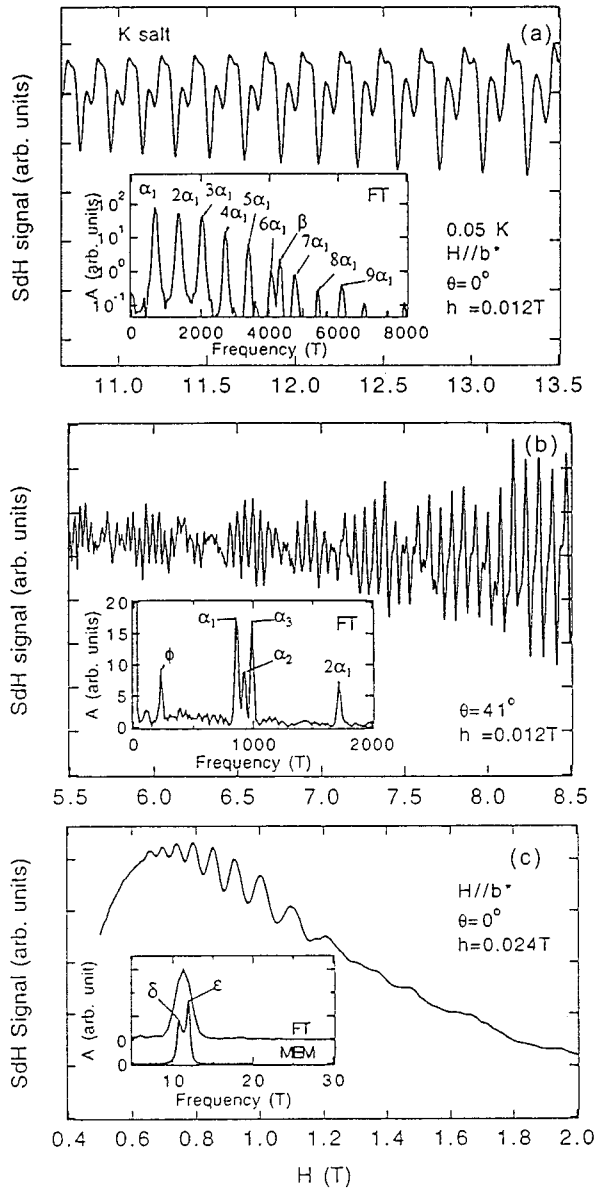 (a)
K salt
SdH signal (arb. units)
FT
α₁
2α₁
3α₁
4α₁
5α₁
6α₁
β
7α₁
8α₁
9α₁
A (arb. units)
10²
10¹
10⁰
10⁻¹
0 2000 4000 6000 8000
Frequency (T)
0.05 K
H//b*
θ=0°
h =0.012T
11.0 11.5 12.0 12.5 13.0 13.5
(b)
SdH signal (arb. units)
FT
A (arb. units)
20
15
10
5
0
φ
α₁
α₂
α₃
2α₁
0 1000 2000
Frequency (T)
θ=41°
h =0.012T
5.5 6.0 6.5 7.0 7.5 8.0 8.5
(c)
SdH Signal (arb. units)
H//b*
θ=0°
h=0.024T
A (arb. unit)
δ
ε
0
FT
0
MEM
10 20 30
Frequency (T)
0.4 0.6 0.8 1.0 1.2 1.4 1.6 1.8 2.0
H (T)